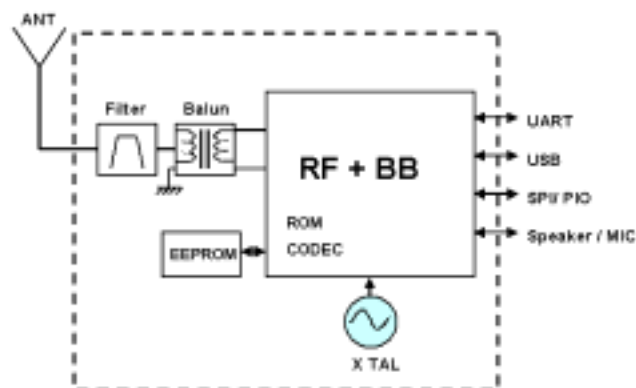 ANT
Filter
Balun
RF + BB
ROM
CODEC
EEPROM
X TAL
UART
USB
SPI/ PIO
Speaker / MIC